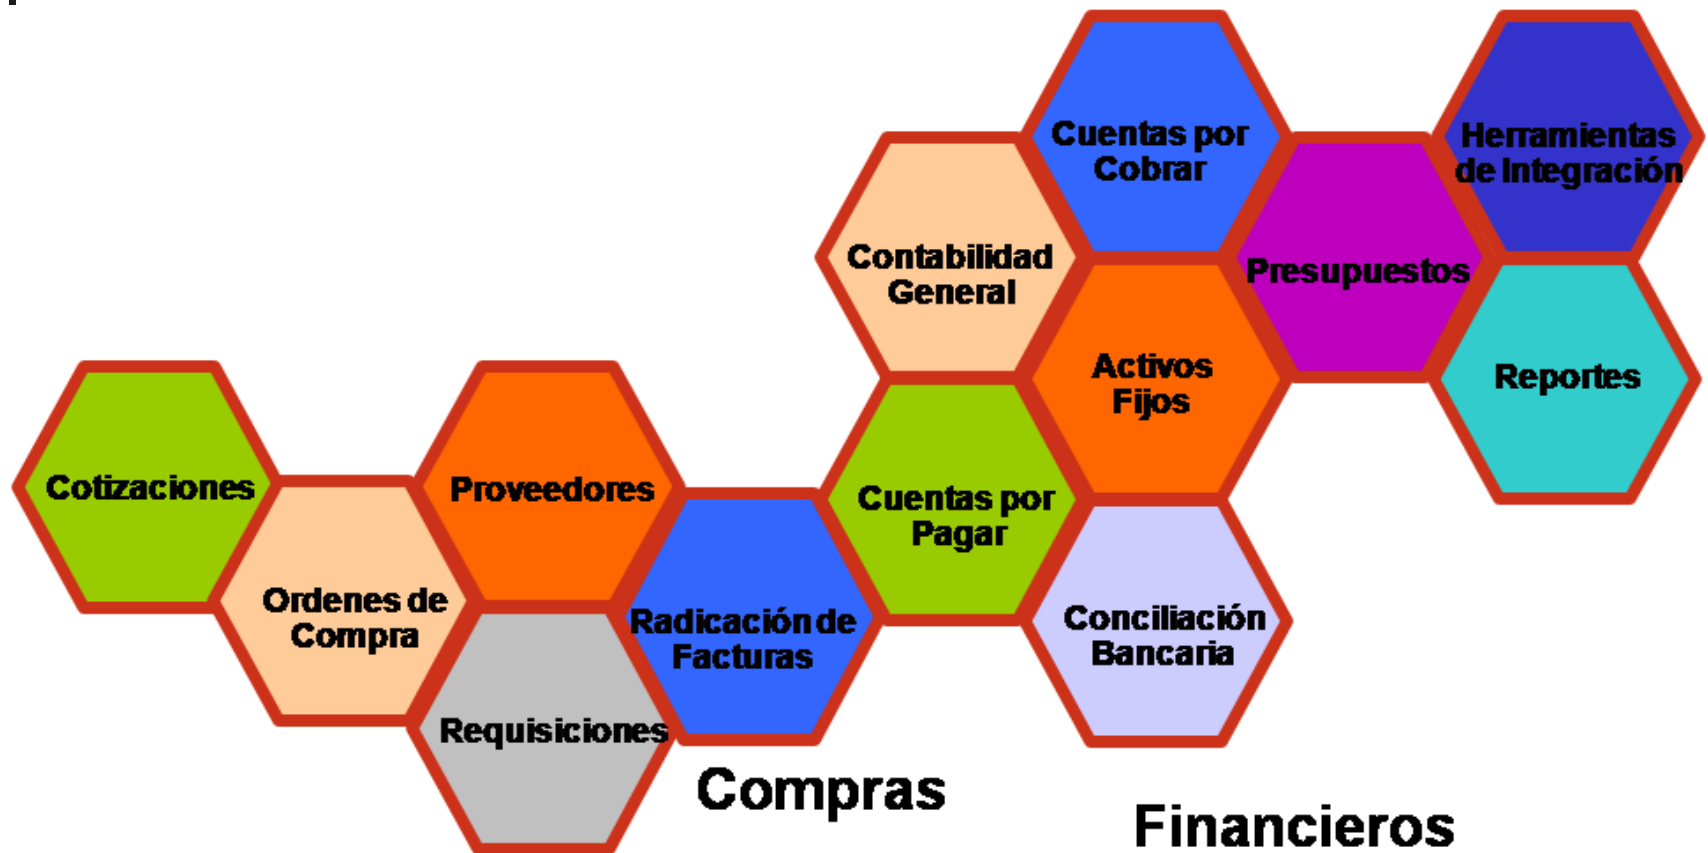 Cuentas por
Cobrar
Herramientas
de Integración
Contabilidad
General
Presupuestos
Activos
Fijos
Reportes
Cotizaciones
Proveedores
Cuentas por
Pagar
Ordenes de
Compra
Radicación de
Facturas
Conciliación
Bancaria
Requisiciones
Compras
Financieros